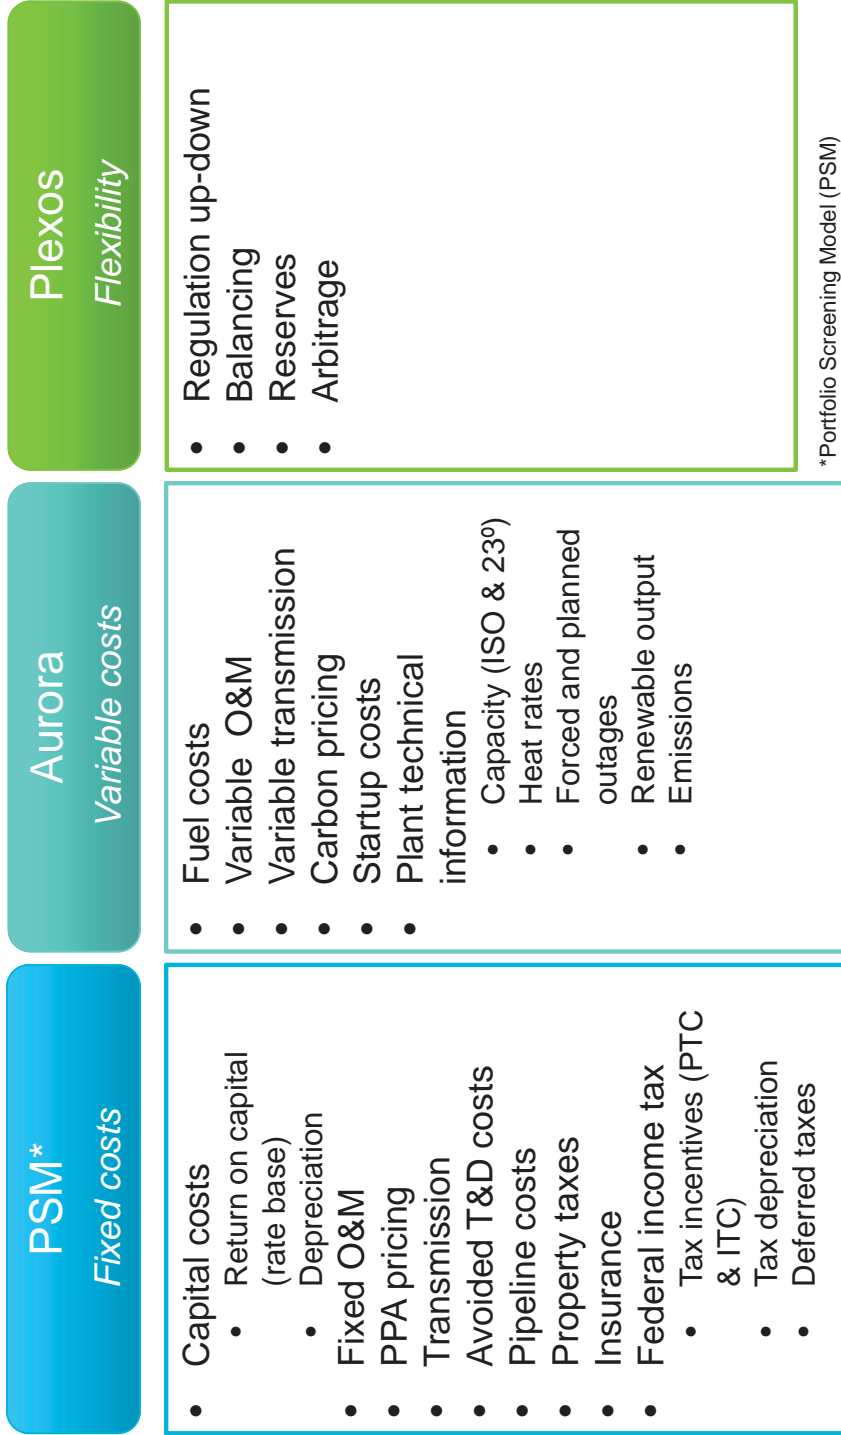 PSM*
Fixed costs
• Capital costs
• Return on capital
(rate base)
• Depreciation
• Fixed O&M
• PPA pricing
• Transmission
• Avoided T&D costs
• Pipeline costs
• Property taxes
• Insurance
• Federal income tax
• Tax incentives (PTC
& ITC)
• Tax depreciation
• Deferred taxes
Aurora
Variable costs
• Fuel costs
• Variable O&M
• Variable transmission
• Carbon pricing
• Startup costs
• Plant technical
information
• Capacity (ISO & 23º)
• Heat rates
• Forced and planned
outages
• Renewable output
• Emissions
Plexos
Flexibility
• Regulation up-down
• Balancing
• Reserves
• Arbitrage
*Portfolio Screening Model (PSM)